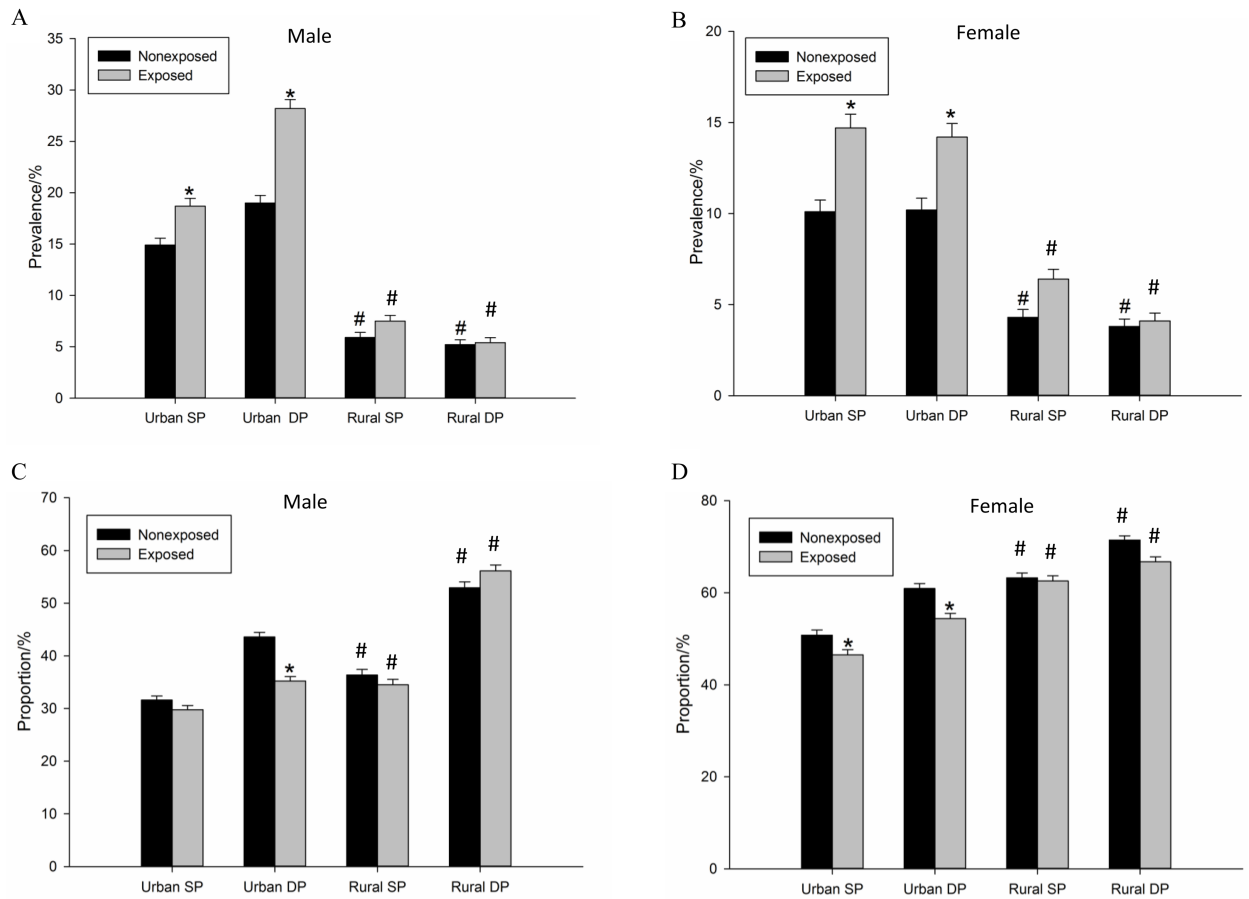 A
Male
Nonexposed
Exposed
Prevalence/%
35
30
25
20
15
10
5
0
*
*
#
#
#
#
Urban SP
Urban  DP
Rural SP
Rural DP
B
Female
Nonexposed
Exposed
Prevalence/%
20
15
10
5
0
*
*
#
#
#
#
Urban SP
Urban DP
Rural SP
Rural DP
C
Male
Nonexposed
Exposed
Proportion/%
70
60
50
40
30
20
10
0
*
#
#
#
#
Urban SP
Urban DP
Rural SP
Rural DP
D
Female
Nonexposed
Exposed
Proportion/%
80
60
40
20
0
*
*
#
#
#
#
Urban SP
Urban DP
Rural SP
Rural DP